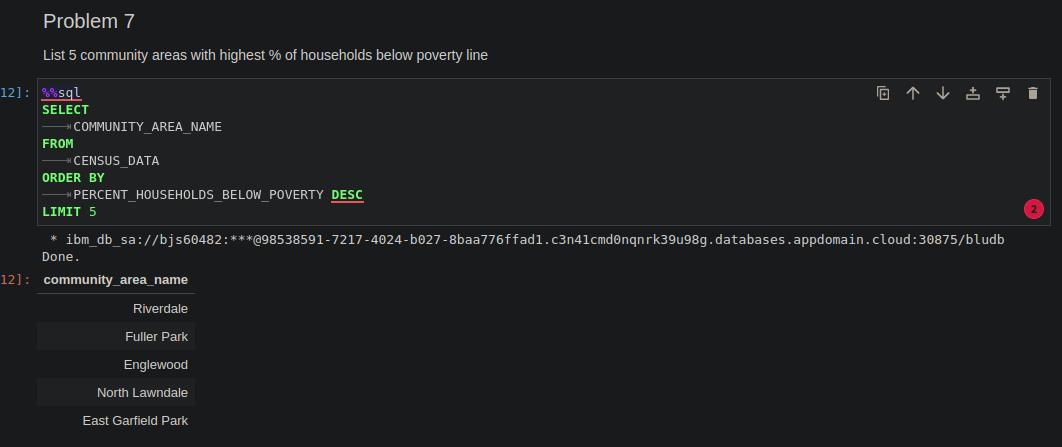 Problem 7
List 5 community areas with highest % of households below poverty line
12]:
%%sql
SELECT
COMMUNITY_AREA_NAME
FROM
CENSUS_DATA
ORDER BY
PERCENT_HOUSEHOLDS_BELOW_POVERTY DESC
LIMIT 5
2
* ibm_db_sa://bjs60482:***@98538591-7217-4024-b027-8baa776ffad1.c3n41cmd0nqnrk39u98g.databases.appdomain.cloud:30875/bludb
Done.
12]:
community_area_name
Riverdale
Fuller Park
Englewood
North Lawndale
East Garfield Park